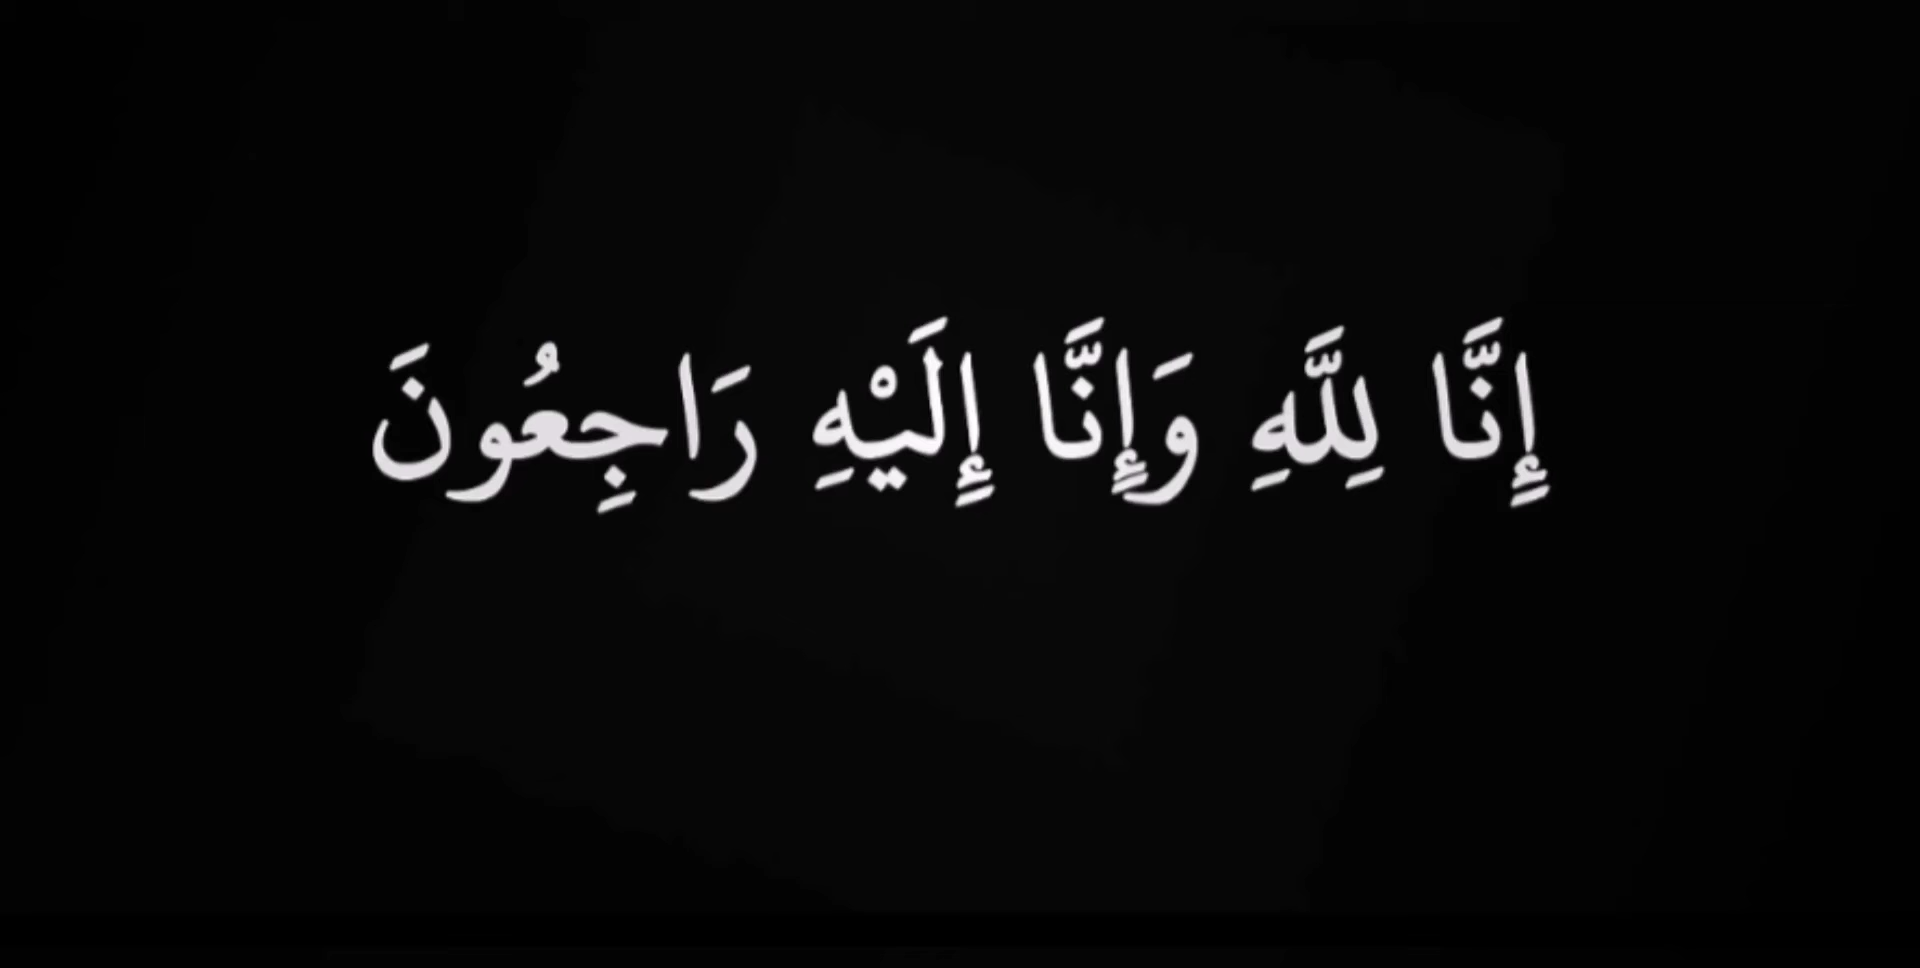 إِنَّا لِلَّهِ وَإِنَّا إِلَيْهِ رَاجِعُونَ